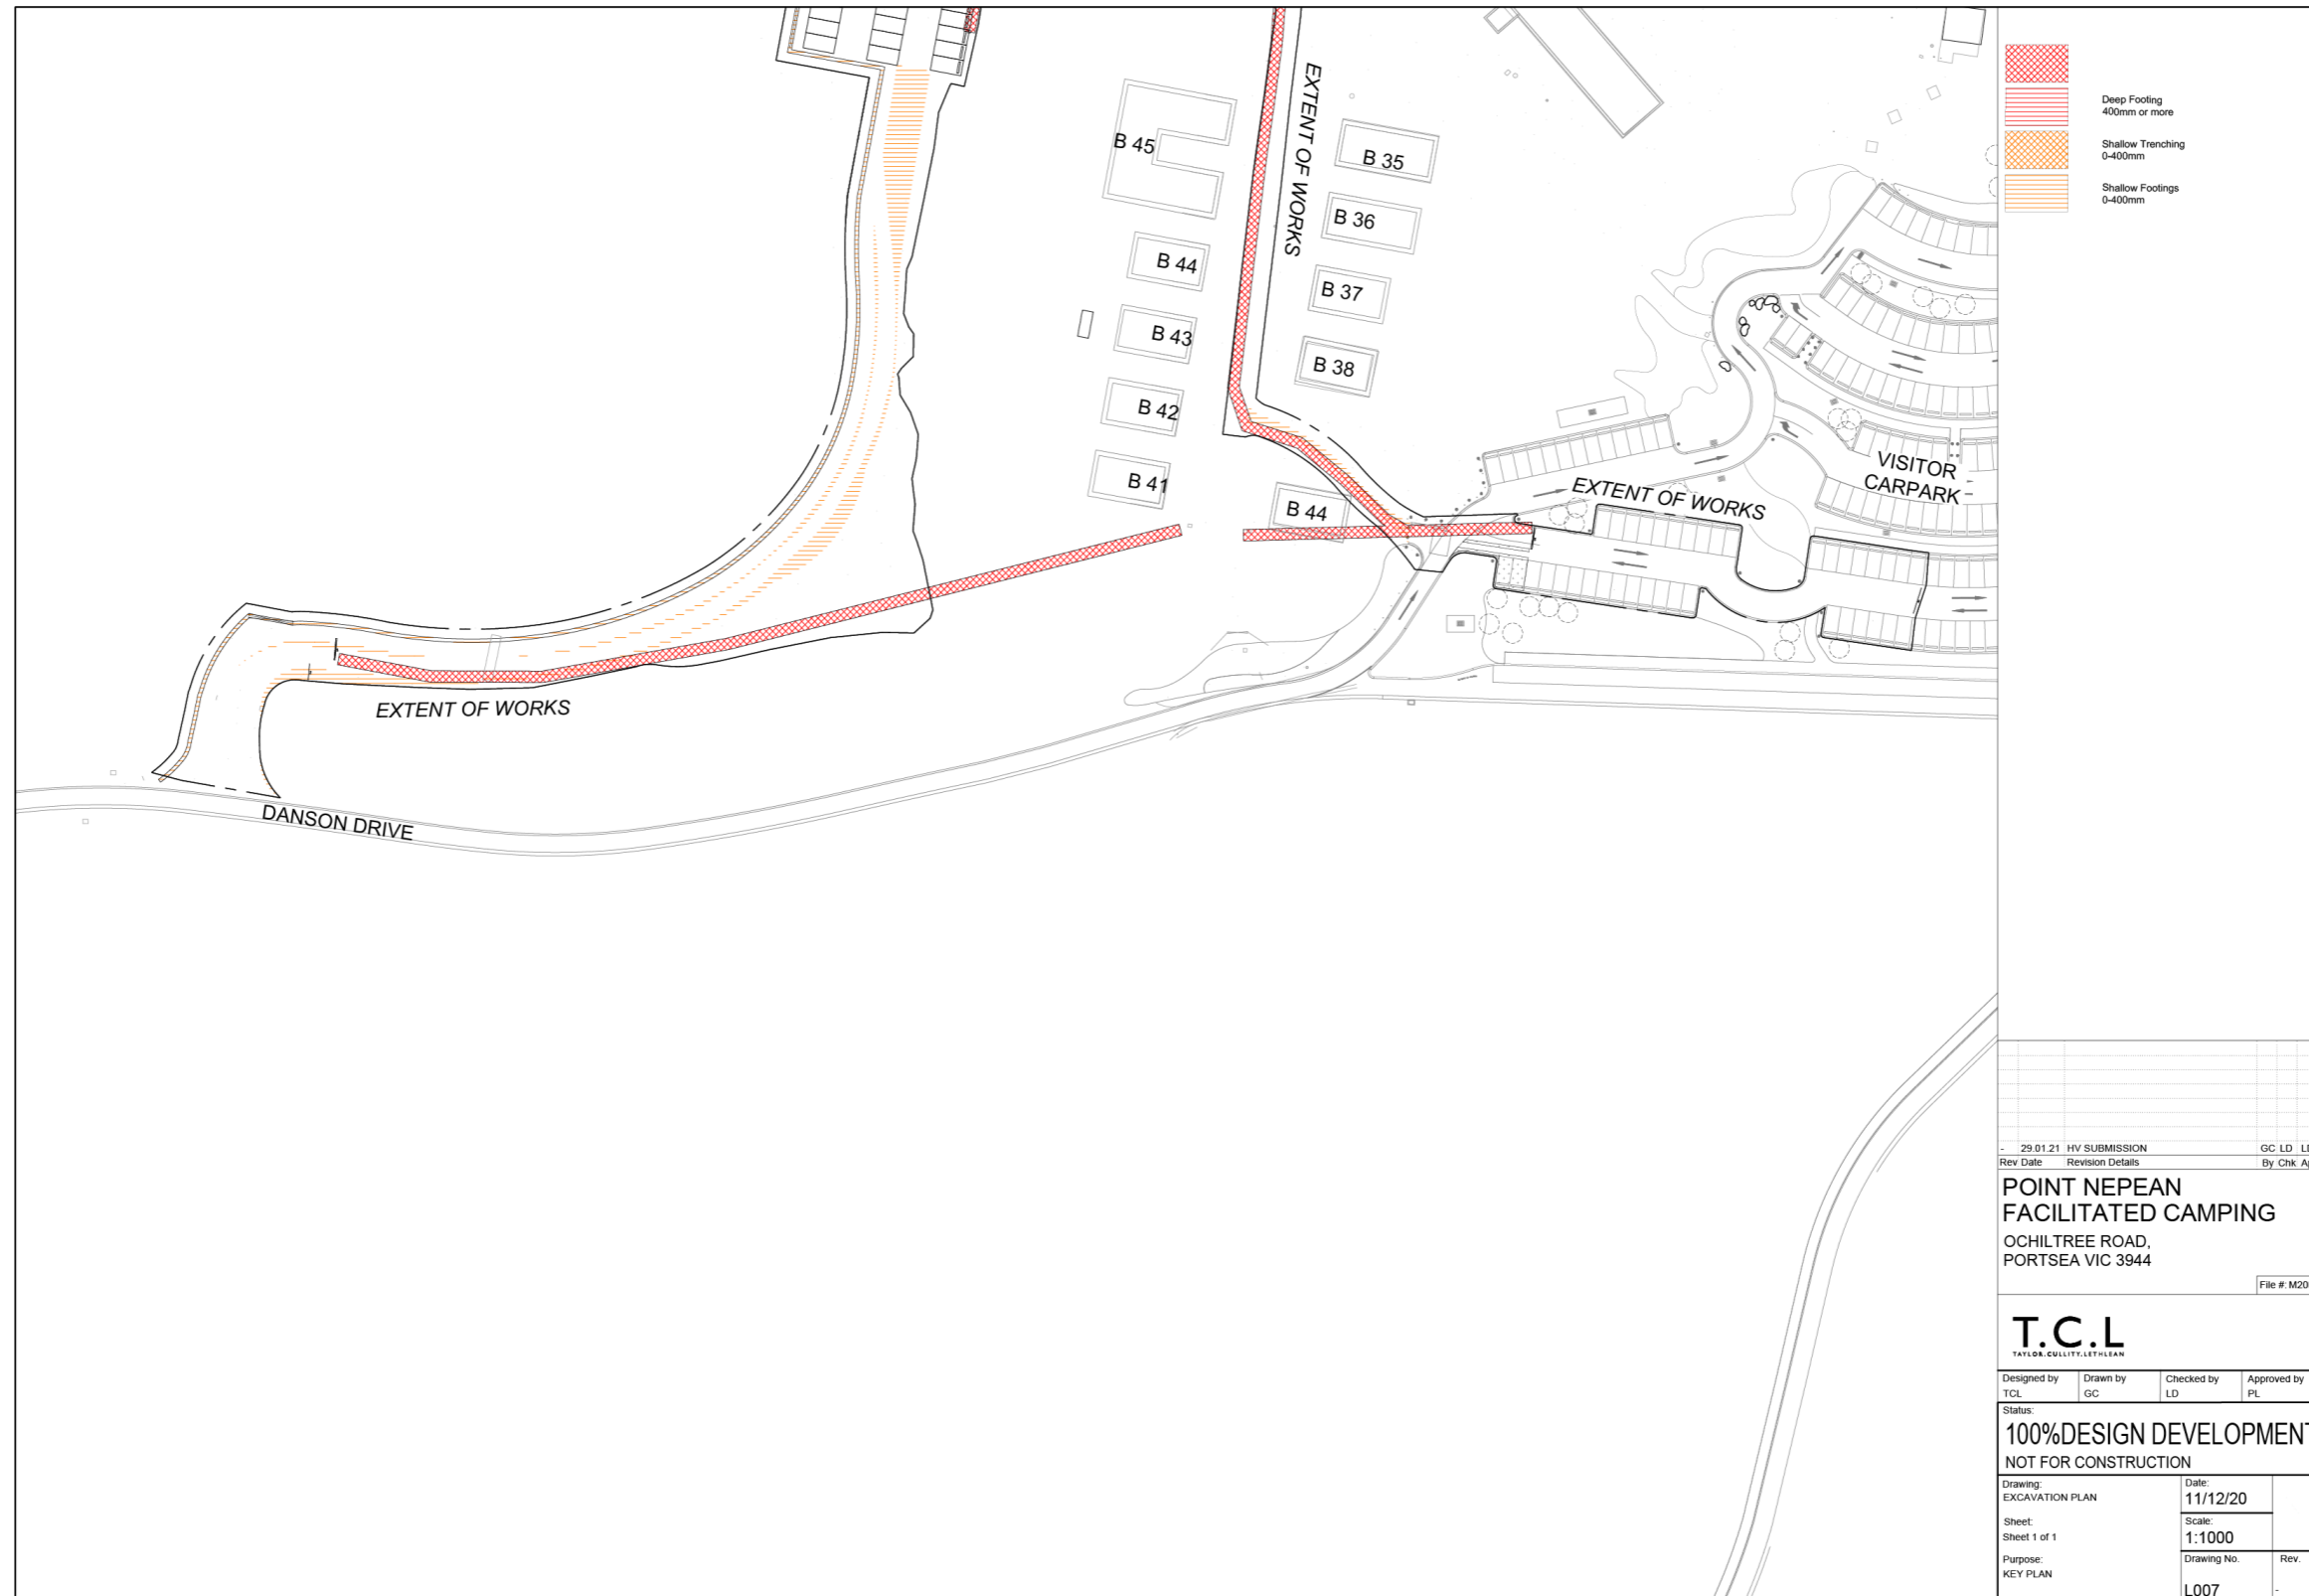 EXTENT OF WORKS
B 45
B 35
B 36
B 44
B 37
B 43
B 38
B 42
B 41
B 44
EXTENT OF WORKS
VISITOR
CARPARK
EXTENT OF WORKS
DANSON DRIVE
Deep Footing
400mm or more
Shallow Trenching
0-400mm
Shallow Footings
0-400mm
- 29.01.21 HV SUBMISSION GC LD
Rev Date Revision Details By Chk
POINT NEPEAN
FACILITATED CAMPING
OCHILTREE ROAD,
PORTSEA VIC 3944
File #: M20
T.C.L
TAYLOR.CULLITY.LETHLEAN
Designed by Drawn by Checked by Approved by
TCL GC LD PL
Status:
100%DESIGN DEVELOPMENT
NOT FOR CONSTRUCTION
Drawing: Date:
EXCAVATION PLAN 11/12/20
Sheet: Scale:
Sheet 1 of 1 1:1000
Purpose: Drawing No. Rev.
KEY PLAN
L007 -